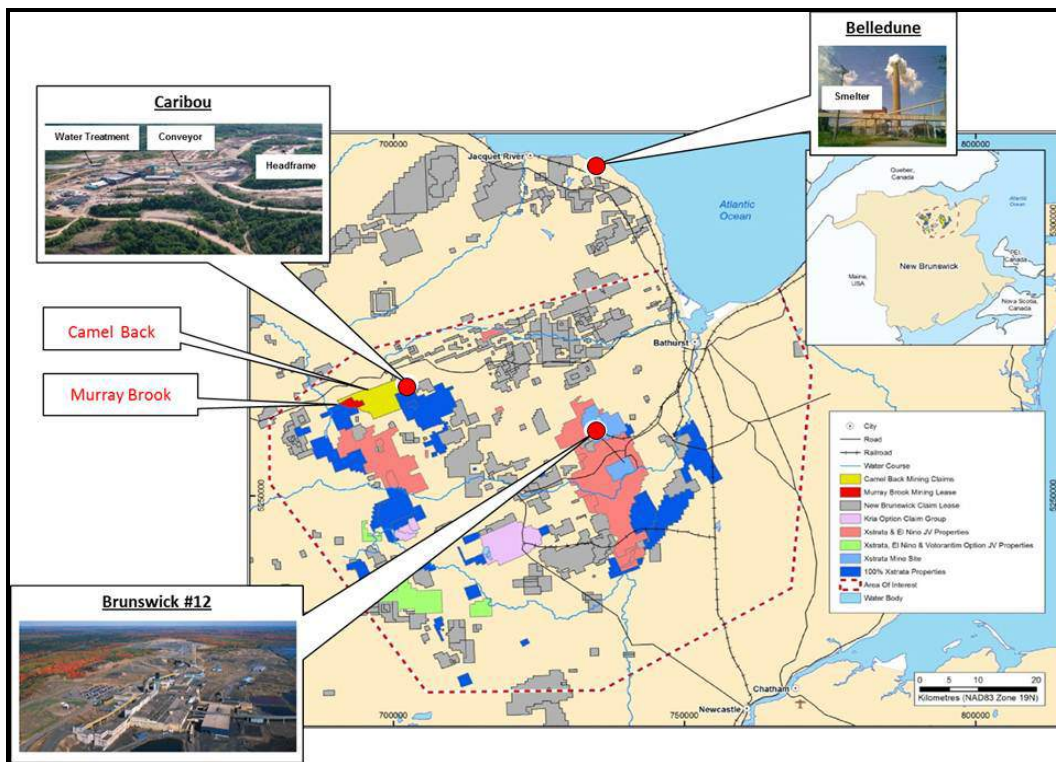 Belledune
Smelter
Caribou
Water Treatment
Conveyor
Headframe
700000
800000
Jacquet River
Atlantic
Ocean
Quebec,
Canada
Atlantic
Ocean
New Brunswick
Maine,
USA
PEI,
Canada
Nova Scotia,
Canada
Camel Back
Bathurst
Murray Brook
5250000
City
Road
Railroad
Water Course
Camel Back Mining Claims
Murray Brook Mining Lease
New Brunswick Claim Lease
Kria Option Claim Group
Xstrata & El Nino JV Properties
Xstrata, El Nino & Votorantim Option JV Properties
Xstrata Mine Site
100% Xstrata Properties
Area Of Interest
Water Body
Brunswick #12
0 5 10 20
Kilometres (NAD83 Zone 19N)
Chatham
Newcastle
700000
750000
800000